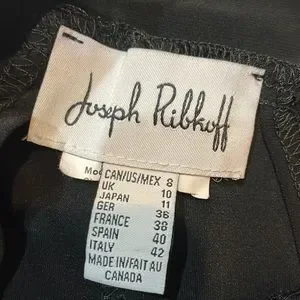 Joseph Ribkoff
CAN/US/MEX 8
UK 10
JAPAN 11
GER 36
FRANCE 38
SPAIN 40
ITALY 42
MADE IN/FAIT AU
CANADA